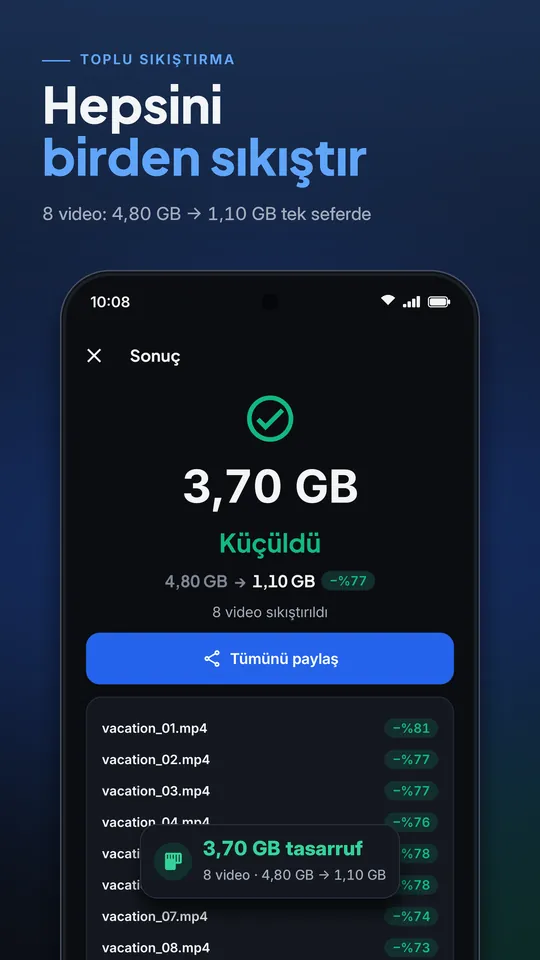 TOPLU SIKIŞTIRMA
Hepsini
birden sıkıştır
8 video: 4,80 GB → 1,10 GB tek seferde
10:08
Sonuç
3,70 GB
Küçüldü
4,80 GB → 1,10 GB −%77
8 video sıkıştırıldı
Tümünü paylaş
vacation_01.mp4 −%81
vacation_02.mp4 −%77
vacation_03.mp4 −%77
vacation_04.mp4 −%76
%78
3,70 GB tasarruf
8 video · 4,80 GB → 1,10 GB
%78
vacation_07.mp4 −%74
vacation_08.mp4 −%73